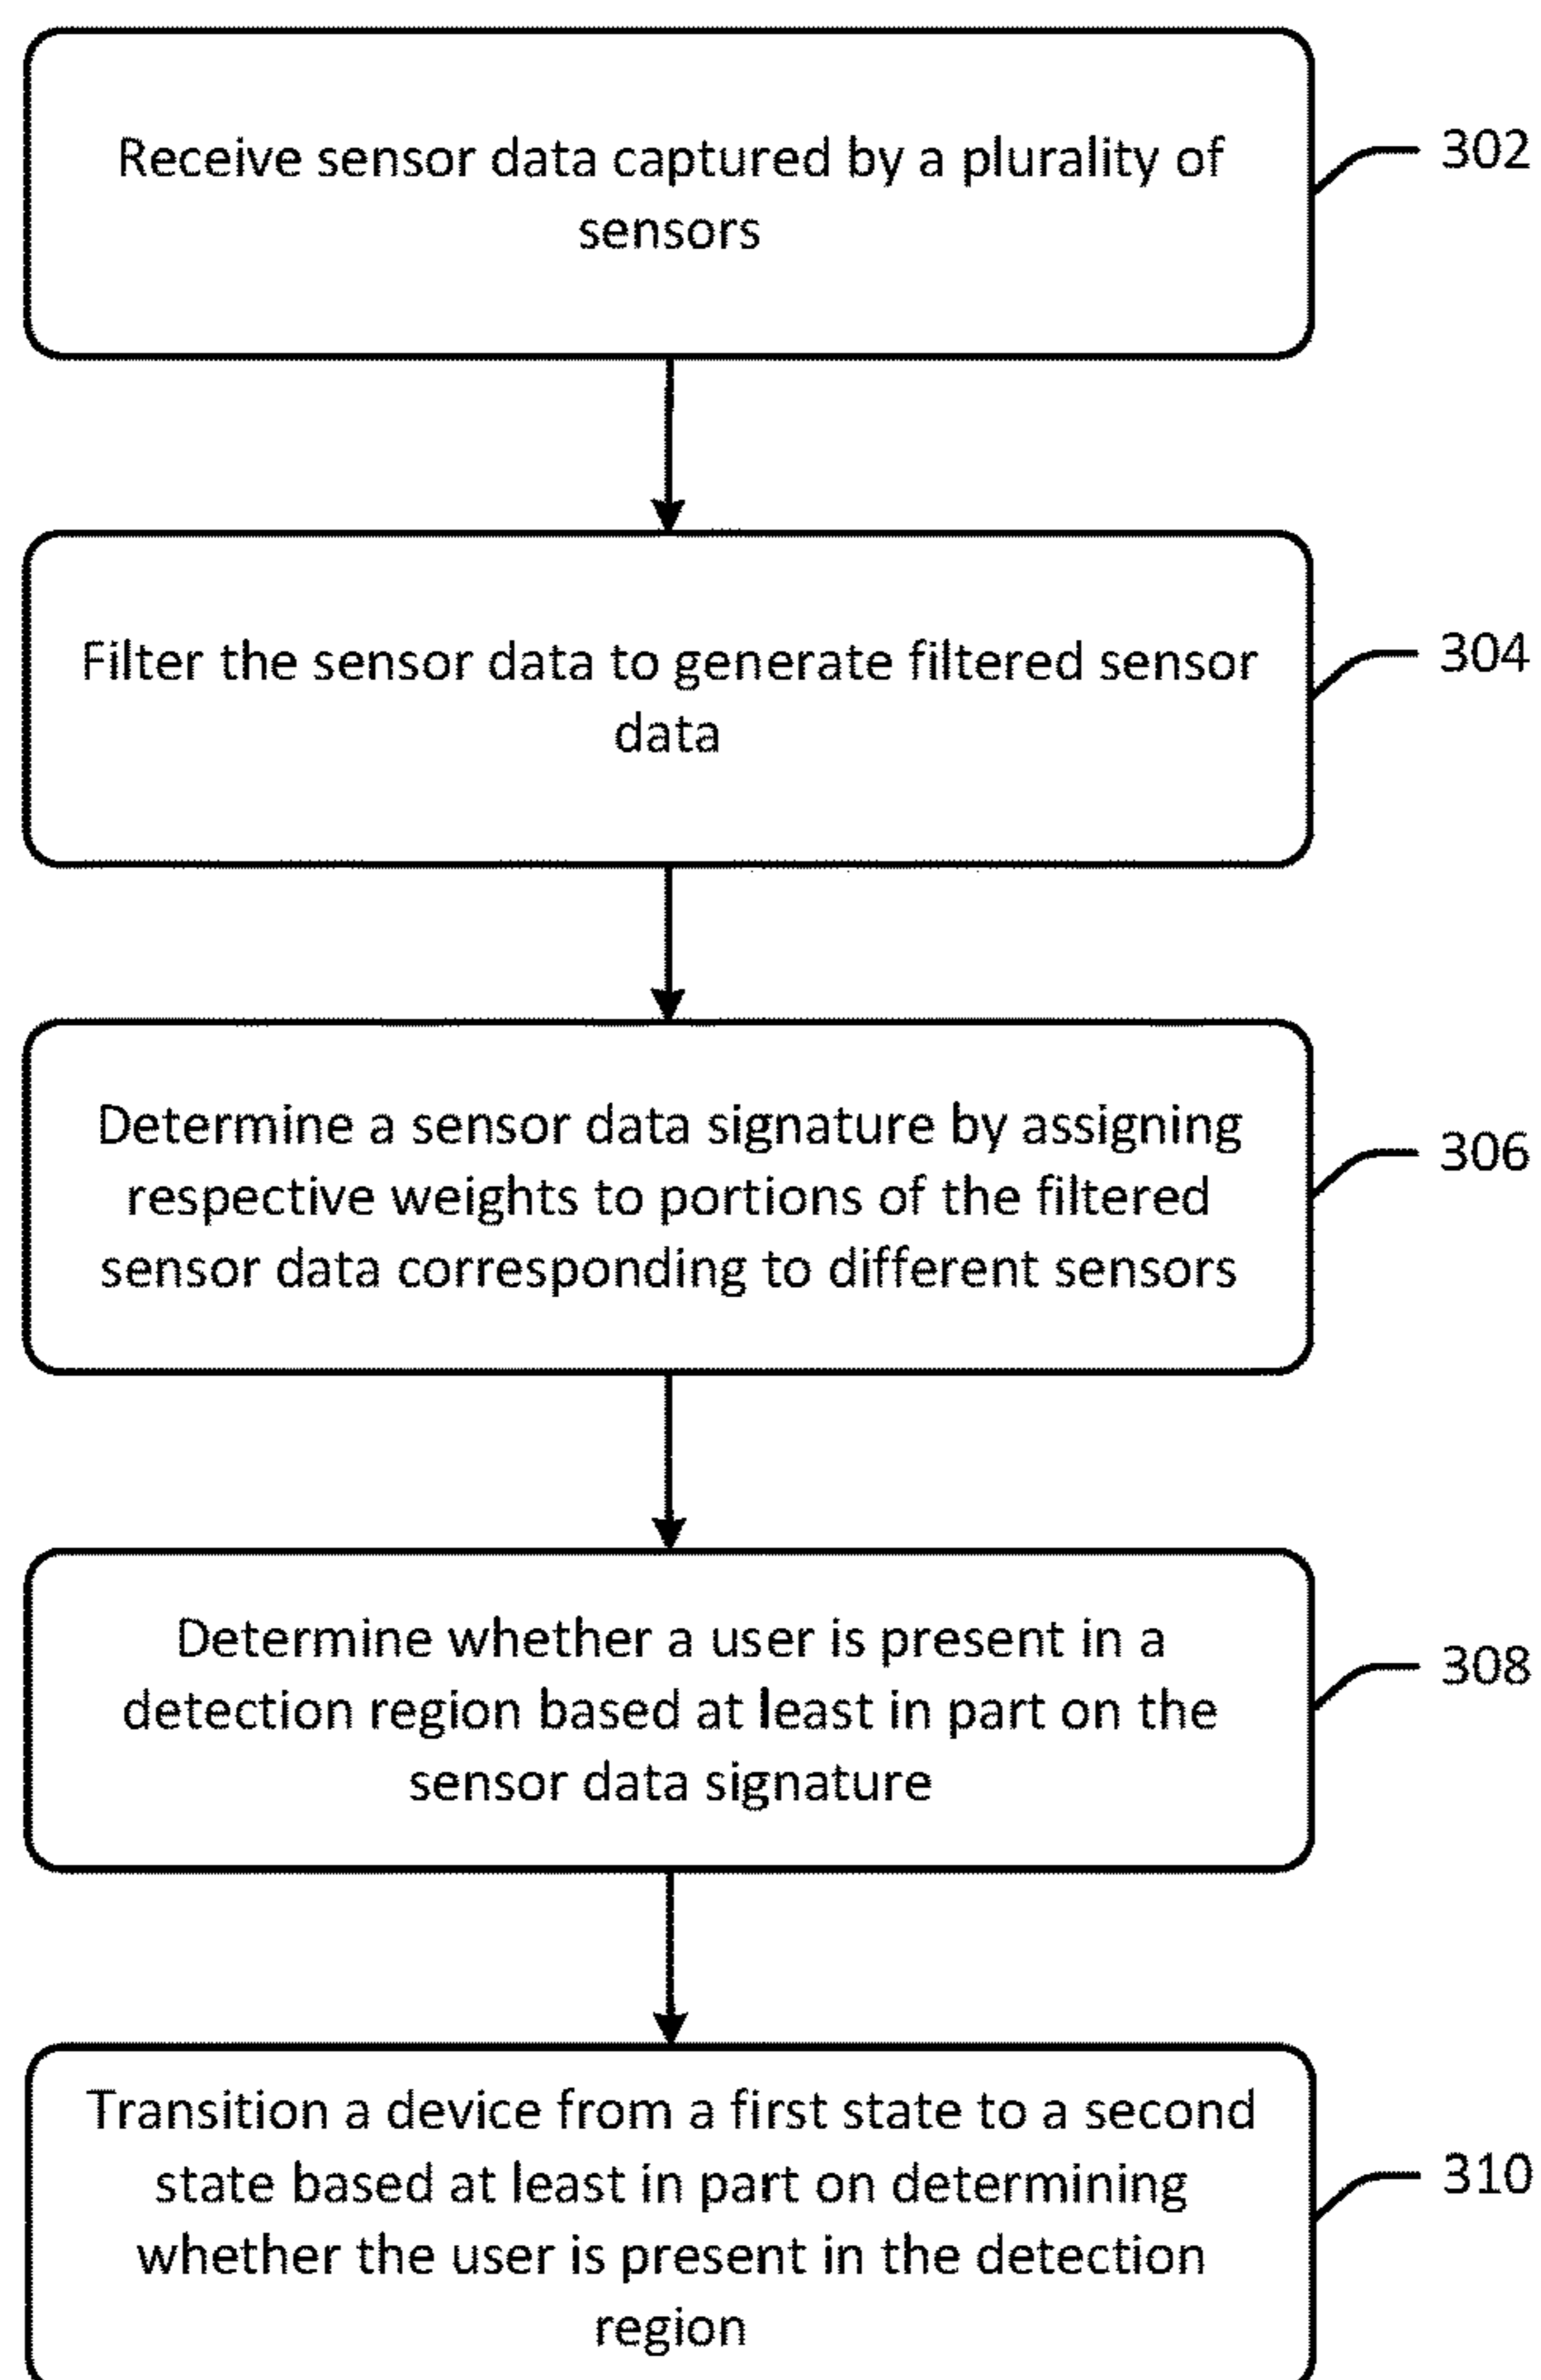 Receive sensor data captured by a plurality of
sensors
302
Filter the sensor data to generate filtered sensor
data
304
Determine a sensor data signature by assigning
respective weights to portions of the filtered
sensor data corresponding to different sensors
306
Determine whether a user is present in a
detection region based at least in part on the
sensor data signature
308
Transition a device from a first state to a second
state based at least in part on determining
whether the user is present in the detection
region
310